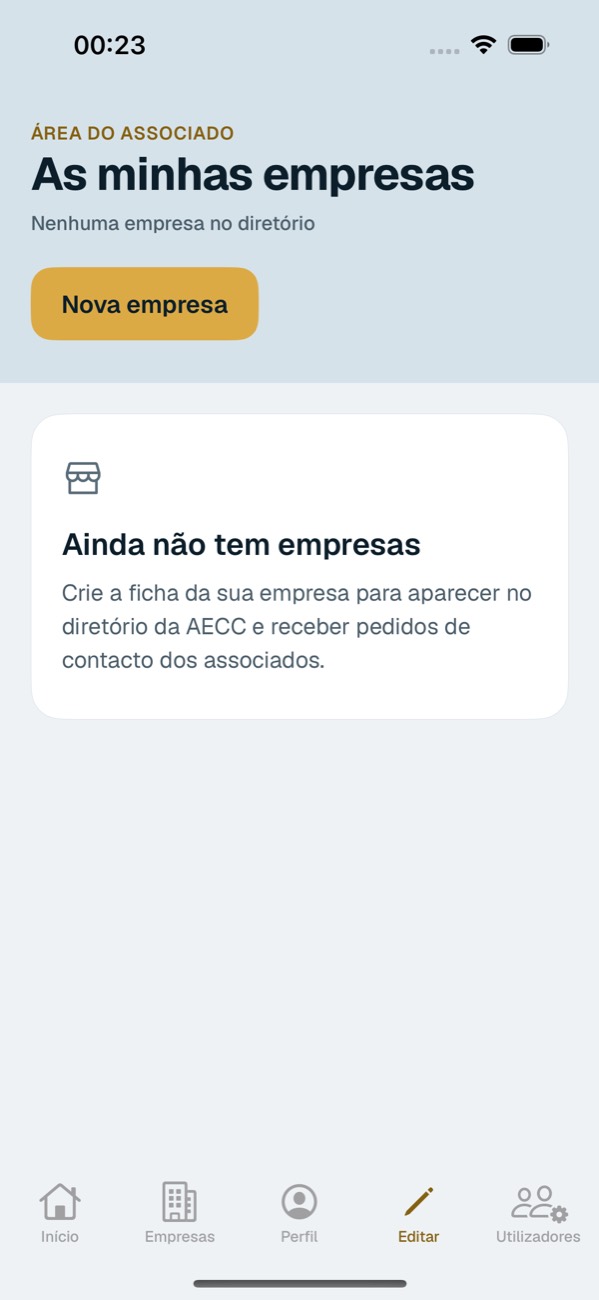 00:23
ÁREA DO ASSOCIADO
As minhas empresas
Nenhuma empresa no diretório
Nova empresa
Ainda não tem empresas
Crie a ficha da sua empresa para aparecer no
diretório da AECC e receber pedidos de
contacto dos associados.
Início
Empresas
Perfil
Editar
Utilizadores